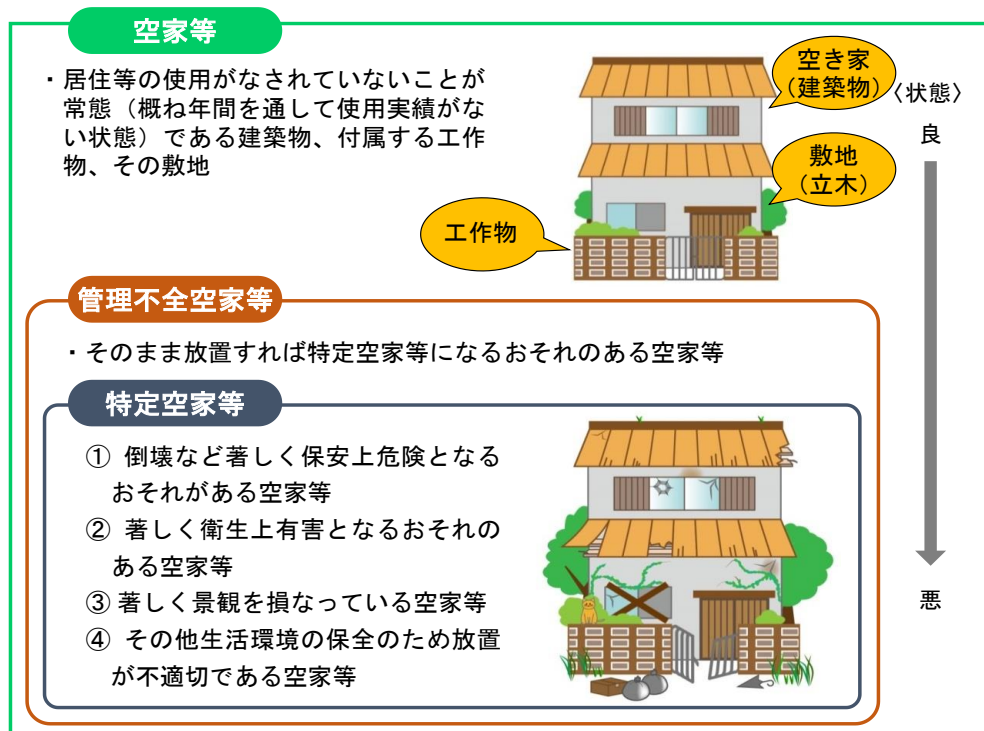 空家等
・居住等の使用がなされていないことが
常態（概ね年間を通して使用実績がな
い状態）である建築物、付属する工作
物、その敷地
空き家
（建築物）
〈状態〉
良
敷地
（立木）
工作物
管理不全空家等
・そのまま放置すれば特定空家等になるおそれのある空家等
特定空家等
① 倒壊など著しく保安上危険となる
おそれがある空家等
② 著しく衛生上有害となるおそれの
ある空家等
③ 著しく景観を損なっている空家等
④ その他生活環境の保全のため放置
が不適切である空家等
悪